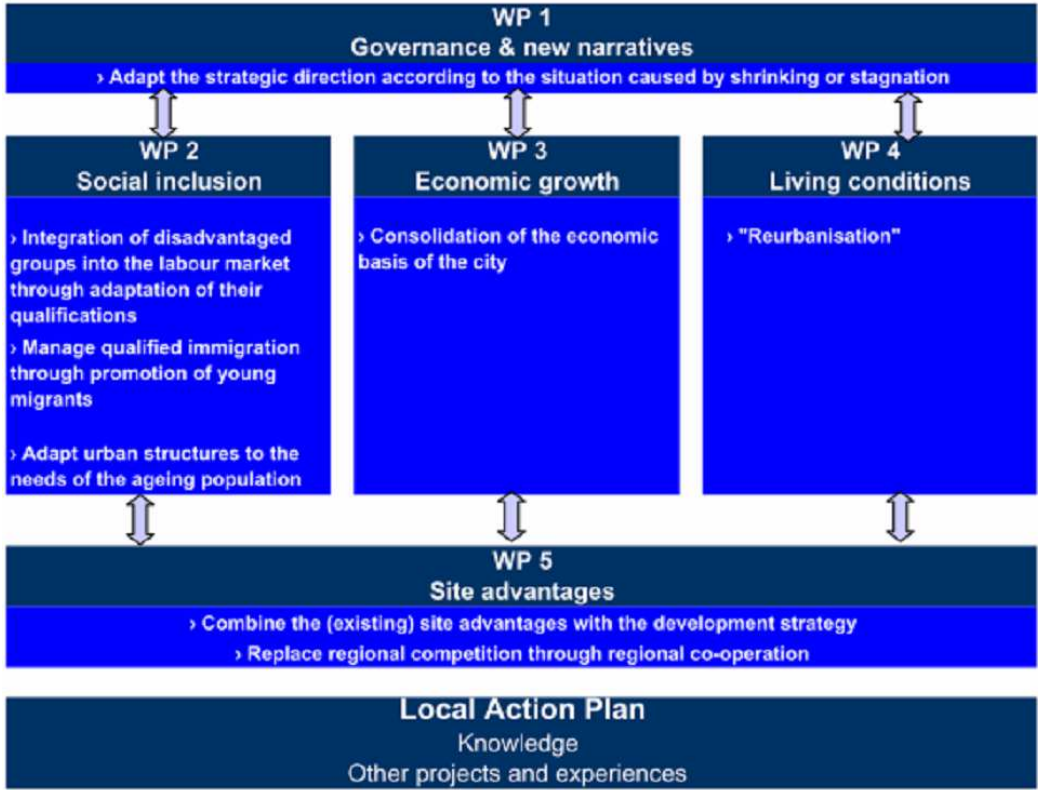 WP 1
Governance & new narratives
› Adapt the strategic direction according to the situation caused by shrinking or stagnation
WP 2
Social inclusion
› Integration of disadvantaged
groups into the labour market
through adaptation of their
qualifications
› Manage qualified immigration
through promotion of young
migrants
› Adapt urban structures to the
needs of the ageing population
WP 3
Economic growth
› Consolidation of the economic
basis of the city
WP 4
Living conditions
› "Reurbanisation"
WP 5
Site advantages
› Combine the (existing) site advantages with the development strategy
› Replace regional competition through regional co-operation
Local Action Plan
Knowledge
Other projects and experiences